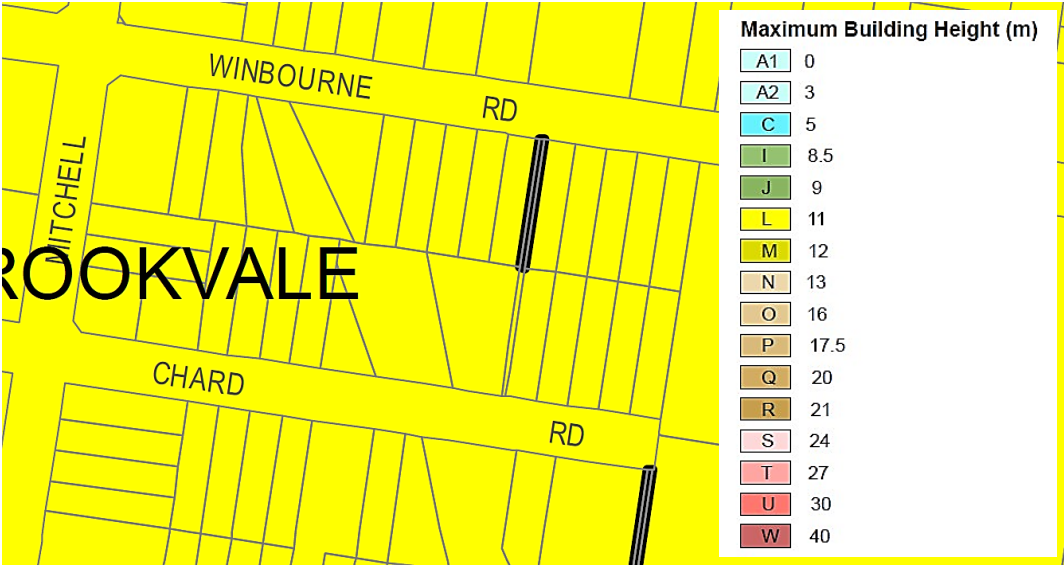 WINBOURNE RD
MITCHELL
ROOKVALE
CHARD RD
Maximum Building Height (m)
A1 0
A2 3
C 5
I 8.5
J 9
L 11
M 12
N 13
O 16
P 17.5
Q 20
R 21
S 24
T 27
U 30
W 40